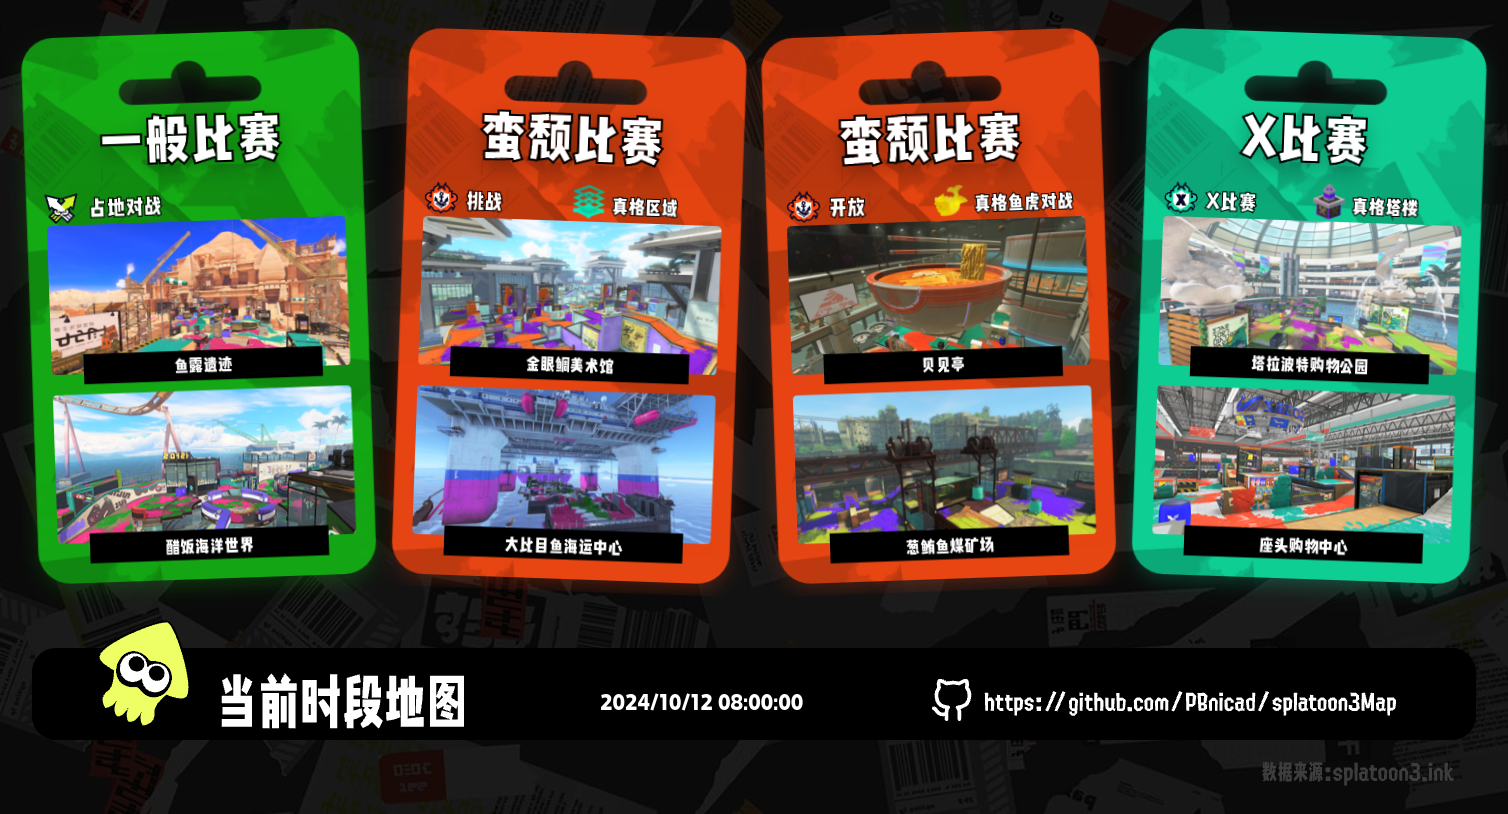 一般比赛
占地对战
鱼露遗迹
醋饭海洋世界
蛮颓比赛
挑战
真格区域
金眼鲷美术馆
大比目鱼海运中心
蛮颓比赛
开放
真格鱼虎对战
贝见亭
葱鲔鱼煤矿场
X比赛
X比赛
真格塔楼
塔拉波特购物公园
座头购物中心
当前时段地图
2024/10/12 08:00:00
https://github.com/PBnicad/splatoon3Map
数据来源:splatoon3.ink